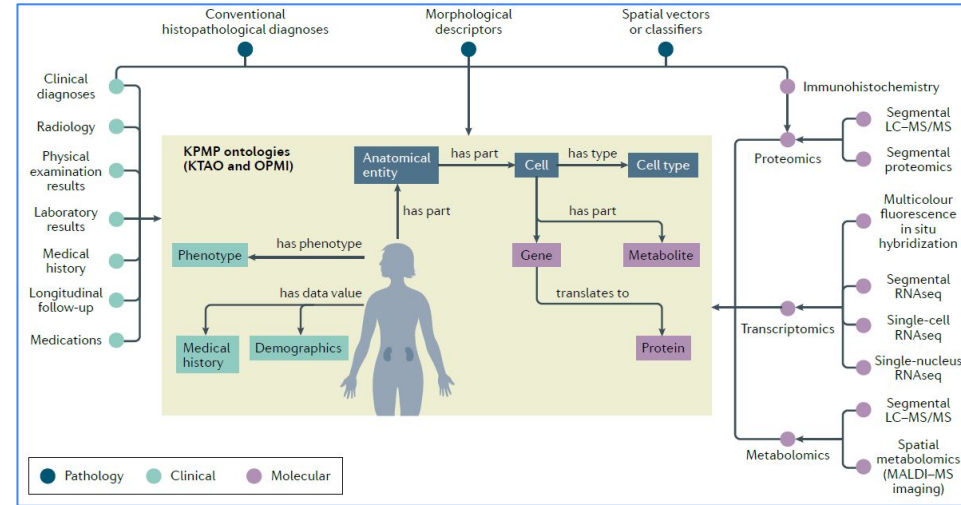 Conventional
histopathological diagnoses
Morphological
descriptors
Spatial vectors
or classifiers
Clinical
diagnoses
Radiology
Physical
examination
results
Laboratory
results
Medical
history
Longitudinal
follow-up
Medications
KPMP ontologies
(KTAO and OPMI)
Anatomical
entity
has part
Cell
has type
Cell type
has part
has part
Phenotype
has phenotype
Gene
Metabolite
has data value
translates to
Medical
history
Demographics
Protein
Immunohistochemistry
Segmental
LC–MS/MS
Proteomics
Segmental
proteomics
Multicolour
fluorescence
in situ
hybridization
Segmental
RNAseq
Transcriptomics
Single-cell
RNAseq
Single-nucleus
RNAseq
Segmental
LC–MS/MS
Metabolomics
Spatial
metabolomics
(MALDI–MS
imaging)
Pathology
Clinical
Molecular